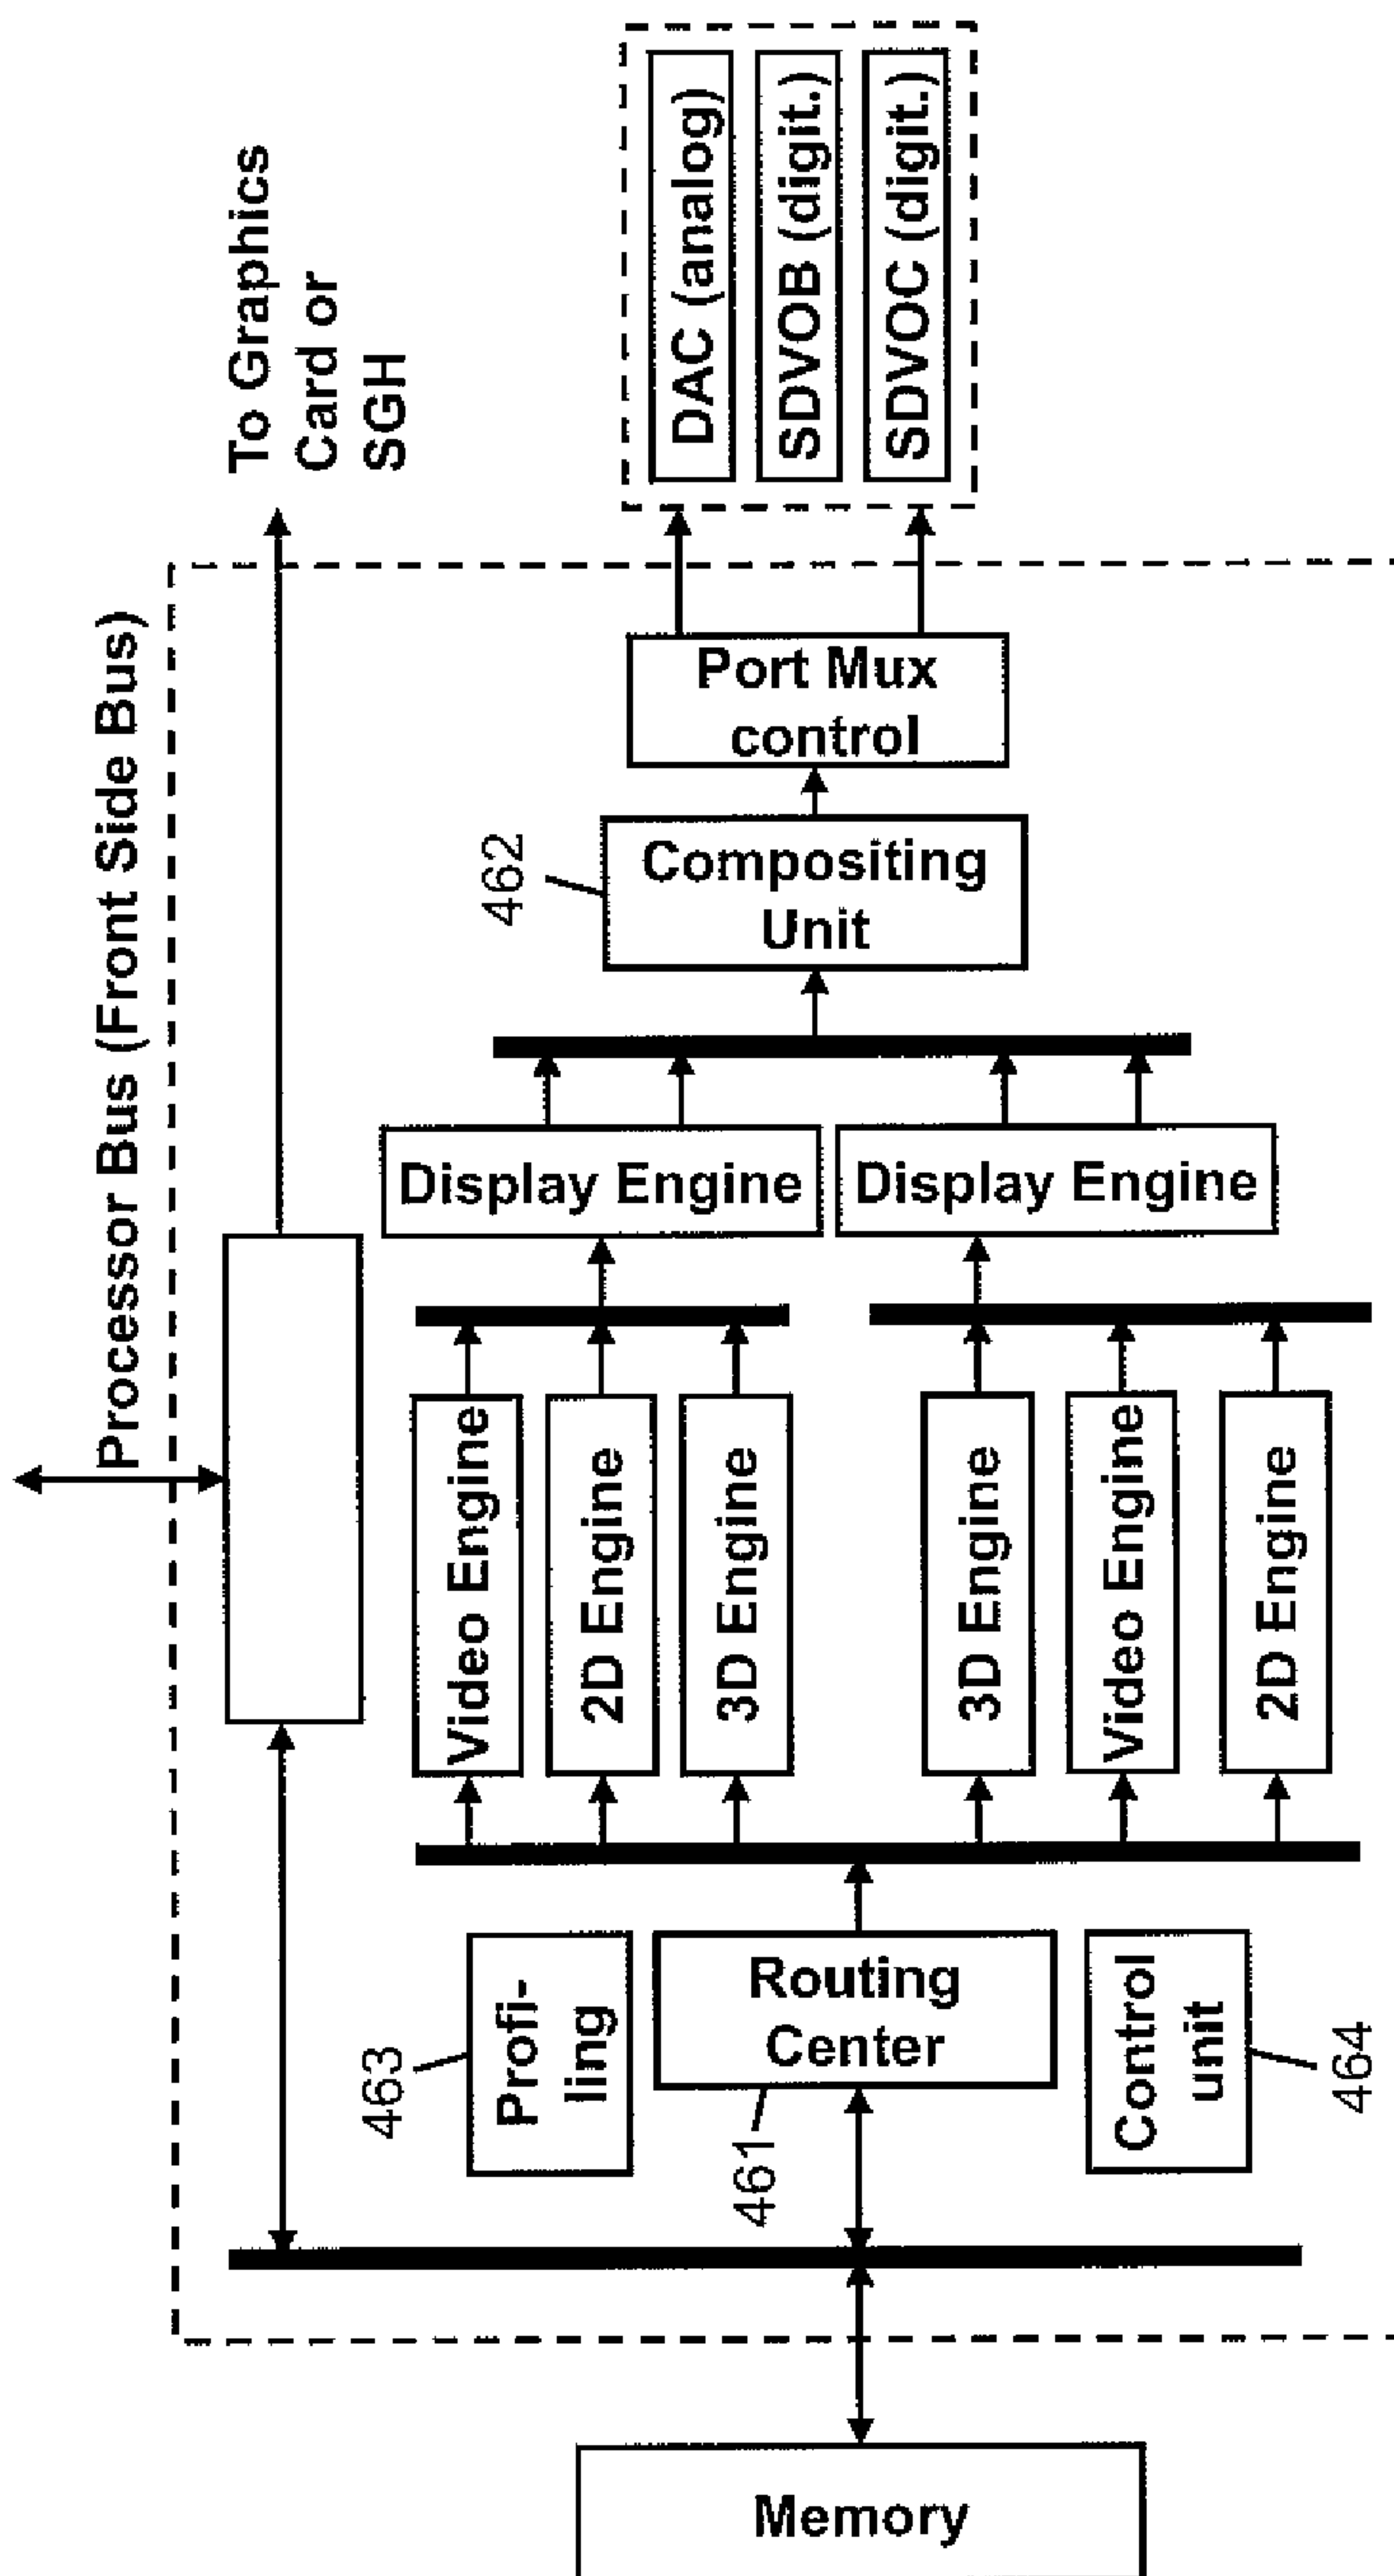 Processor Bus (Front Side Bus)
To Graphics
Card or
SGH
DAC (analog)
SDVOB (digit.)
SDVOC (digit.)
Port Mux
control
462
Compositing
Unit
Display Engine
Display Engine
Video Engine
2D Engine
3D Engine
3D Engine
Video Engine
2D Engine
463
Profi-
ling
Routing
Center
461
Control
unit
464
Memory